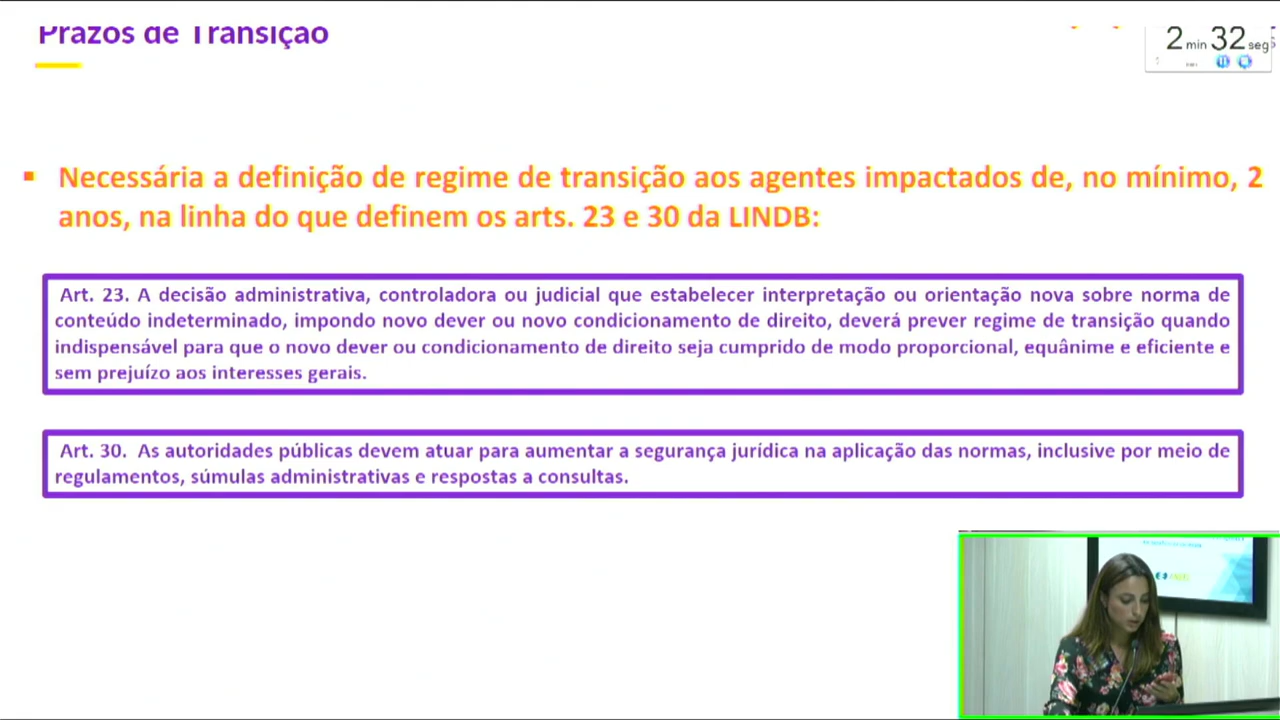 Prazos de Transição
2 min 32 seg
Necessária a definição de regime de transição aos agentes impactados de, no mínimo, 2
anos, na linha do que definem os arts. 23 e 30 da LINDB:
Art. 23. A decisão administrativa, controladora ou judicial que estabelecer interpretação ou orientação nova sobre norma de
conteúdo indeterminado, impondo novo dever ou novo condicionamento de direito, deverá prever regime de transição quando
indispensável para que o novo dever ou condicionamento de direito seja cumprido de modo proporcional, equânime e eficiente e
sem prejuízo aos interesses gerais.
Art. 30. As autoridades públicas devem atuar para aumentar a segurança jurídica na aplicação das normas, inclusive por meio de
regulamentos, súmulas administrativas e respostas a consultas.